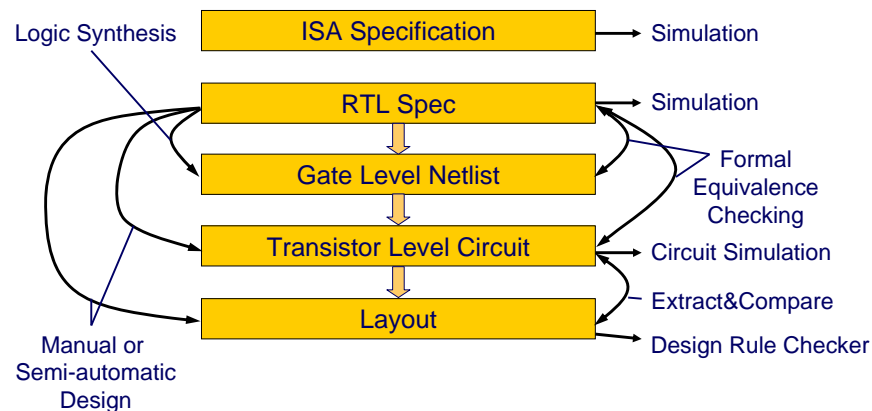 Logic Synthesis
ISA Specification
Simulation
RTL Spec
Simulation
Gate Level Netlist
Formal
Equivalence
Checking
Transistor Level Circuit
Circuit Simulation
Extract&Compare
Layout
Design Rule Checker
Manual or
Semi-automatic
Design